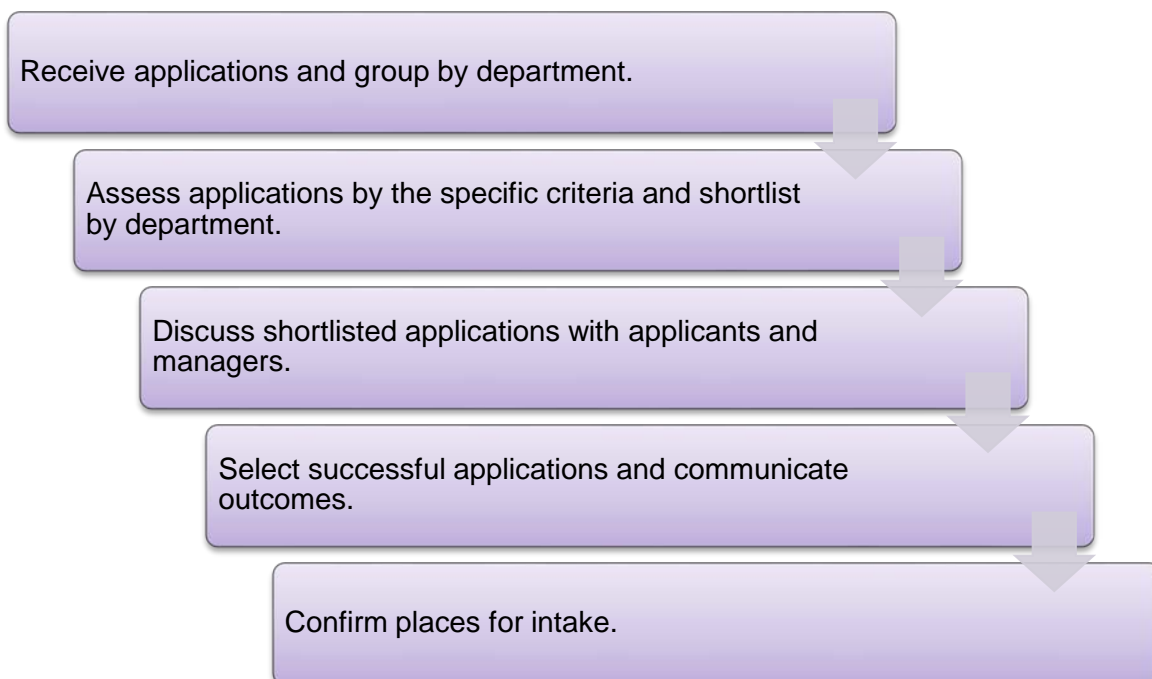 Receive applications and group by department.
Assess applications by the specific criteria and shortlist
by department.
Discuss shortlisted applications with applicants and
managers.
Select successful applications and communicate
outcomes.
Confirm places for intake.